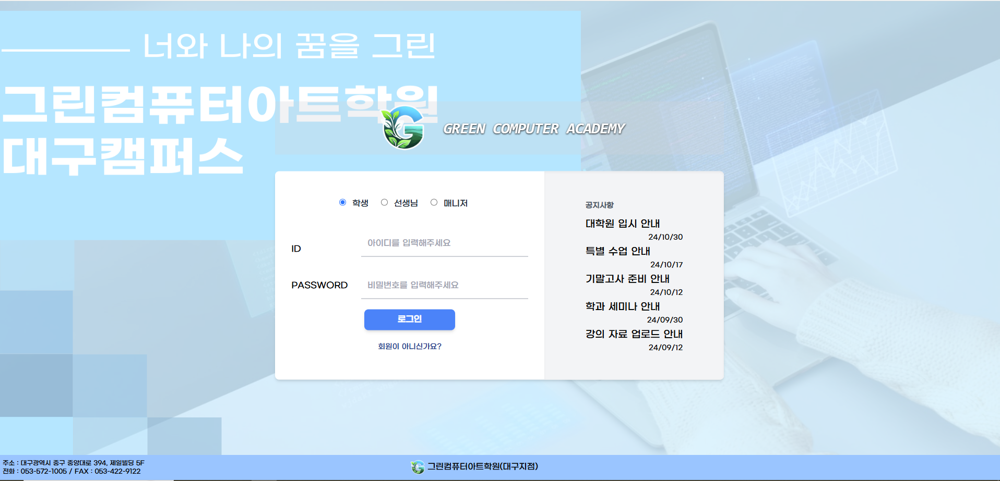 너와 나의 꿈을 그린
그린컴퓨터아트학원
대구캠퍼스
GREEN COMPUTER ACADEMY
학생 선생님 매니저
ID 아이디를 입력해주세요
PASSWORD 비밀번호를 입력해주세요
로그인
회원이 아니신가요?
공지사항
대학원 입시 안내
24/10/30
특별 수업 안내
24/10/17
기말고사 준비 안내
24/10/12
학과 세미나 안내
24/09/30
강의 자료 업로드 안내
24/09/12
주소 : 대구광역시 중구 중앙대로 394, 제일빌딩 5F
전화 : 053-572-1005 / FAX : 053-422-9122
그린컴퓨터아트학원(대구지점)